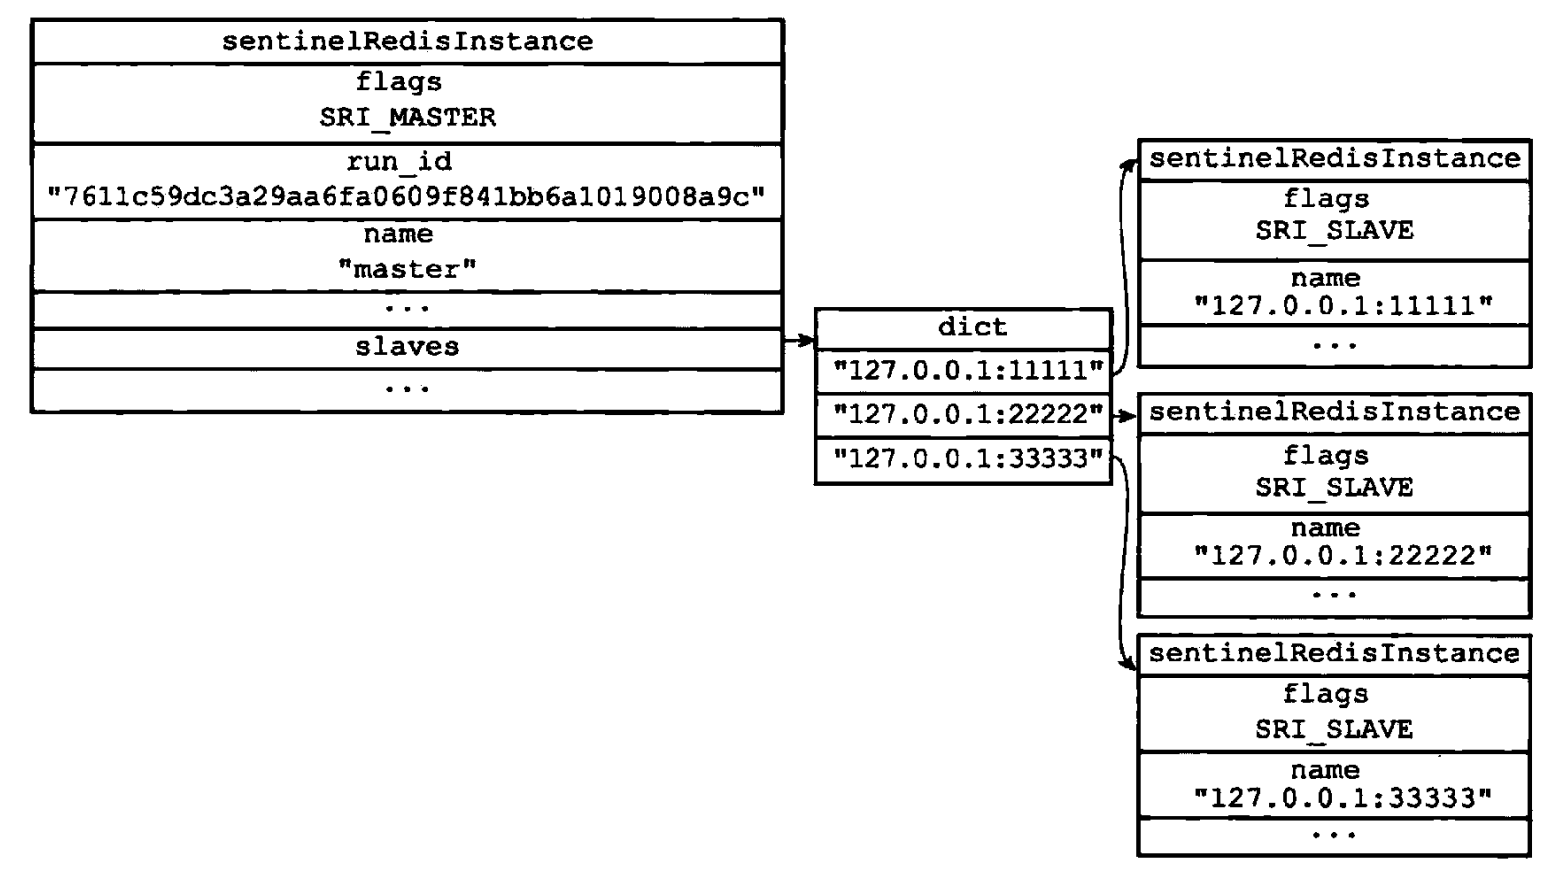 sentinelRedisInstance
flags
SRI_MASTER
run_id
"7611c59dc3a29aa6fa0609f841bb6a1019008a9c"
name
"master"
...
slaves
...
dict
"127.0.0.1:11111"
"127.0.0.1:22222"
"127.0.0.1:33333"
sentinelRedisInstance
flags
SRI_SLAVE
name
"127.0.0.1:11111"
...
sentinelRedisInstance
flags
SRI_SLAVE
name
"127.0.0.1:22222"
...
sentinelRedisInstance
flags
SRI_SLAVE
name
"127.0.0.1:33333"
...